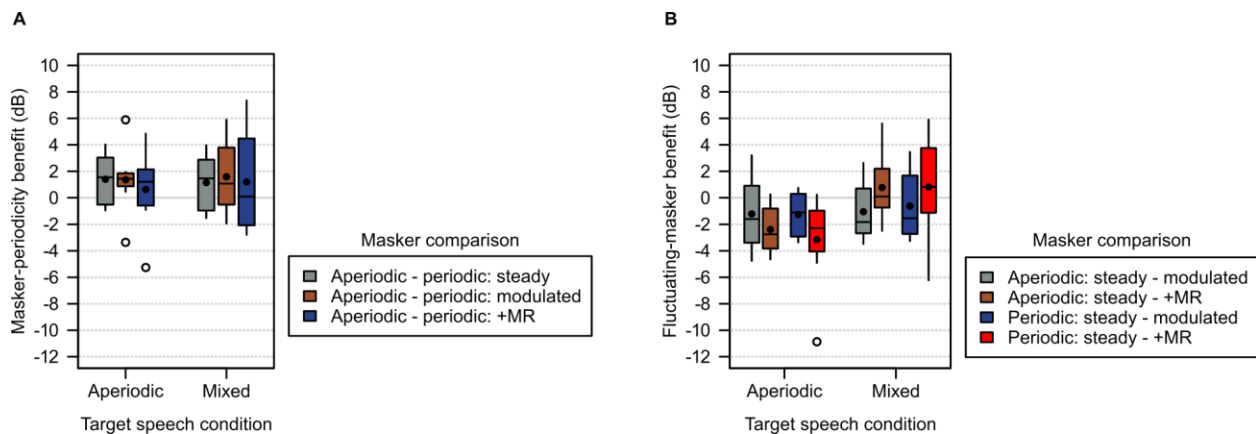 A
Masker-periodicity benefit (dB)
10
8
6
4
2
0
-2
-4
-6
-8
-10
-12
Aperiodic Mixed
Target speech condition
Masker comparison
Aperiodic - periodic: steady
Aperiodic - periodic: modulated
Aperiodic - periodic: +MR
B
Fluctuating-masker benefit (dB)
10
8
6
4
2
0
-2
-4
-6
-8
-10
-12
Aperiodic Mixed
Target speech condition
Masker comparison
Aperiodic: steady - modulated
Aperiodic: steady - +MR
Periodic: steady - modulated
Periodic: steady - +MR